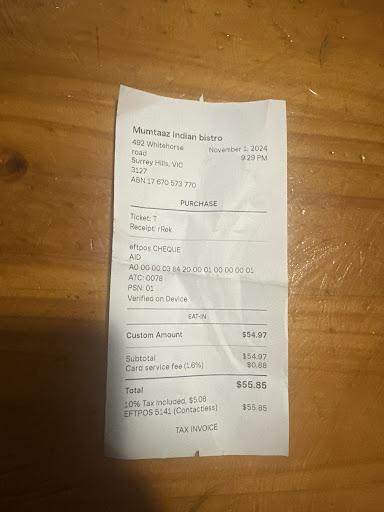 Mumtaaz Indian bistro
492 Whitehorse
road
Surrey Hills, VIC
3127
ABN 17 670 573 770
November 1, 2024
9:29 PM
PURCHASE
Ticket: T
Receipt: rRek
eftpos CHEQUE
AID
A0 00 00 03 84 20 00 01 00 00 00 01
ATC: 0078
PSN: 01
Verified on Device
EAT-IN
Custom Amount $54.97
Subtotal $54.97
Card service fee (1.6%) $0.88
Total $55.85
10% Tax Included, $5.08
EFTPOS 5141 (Contactless) $55.85
TAX INVOICE